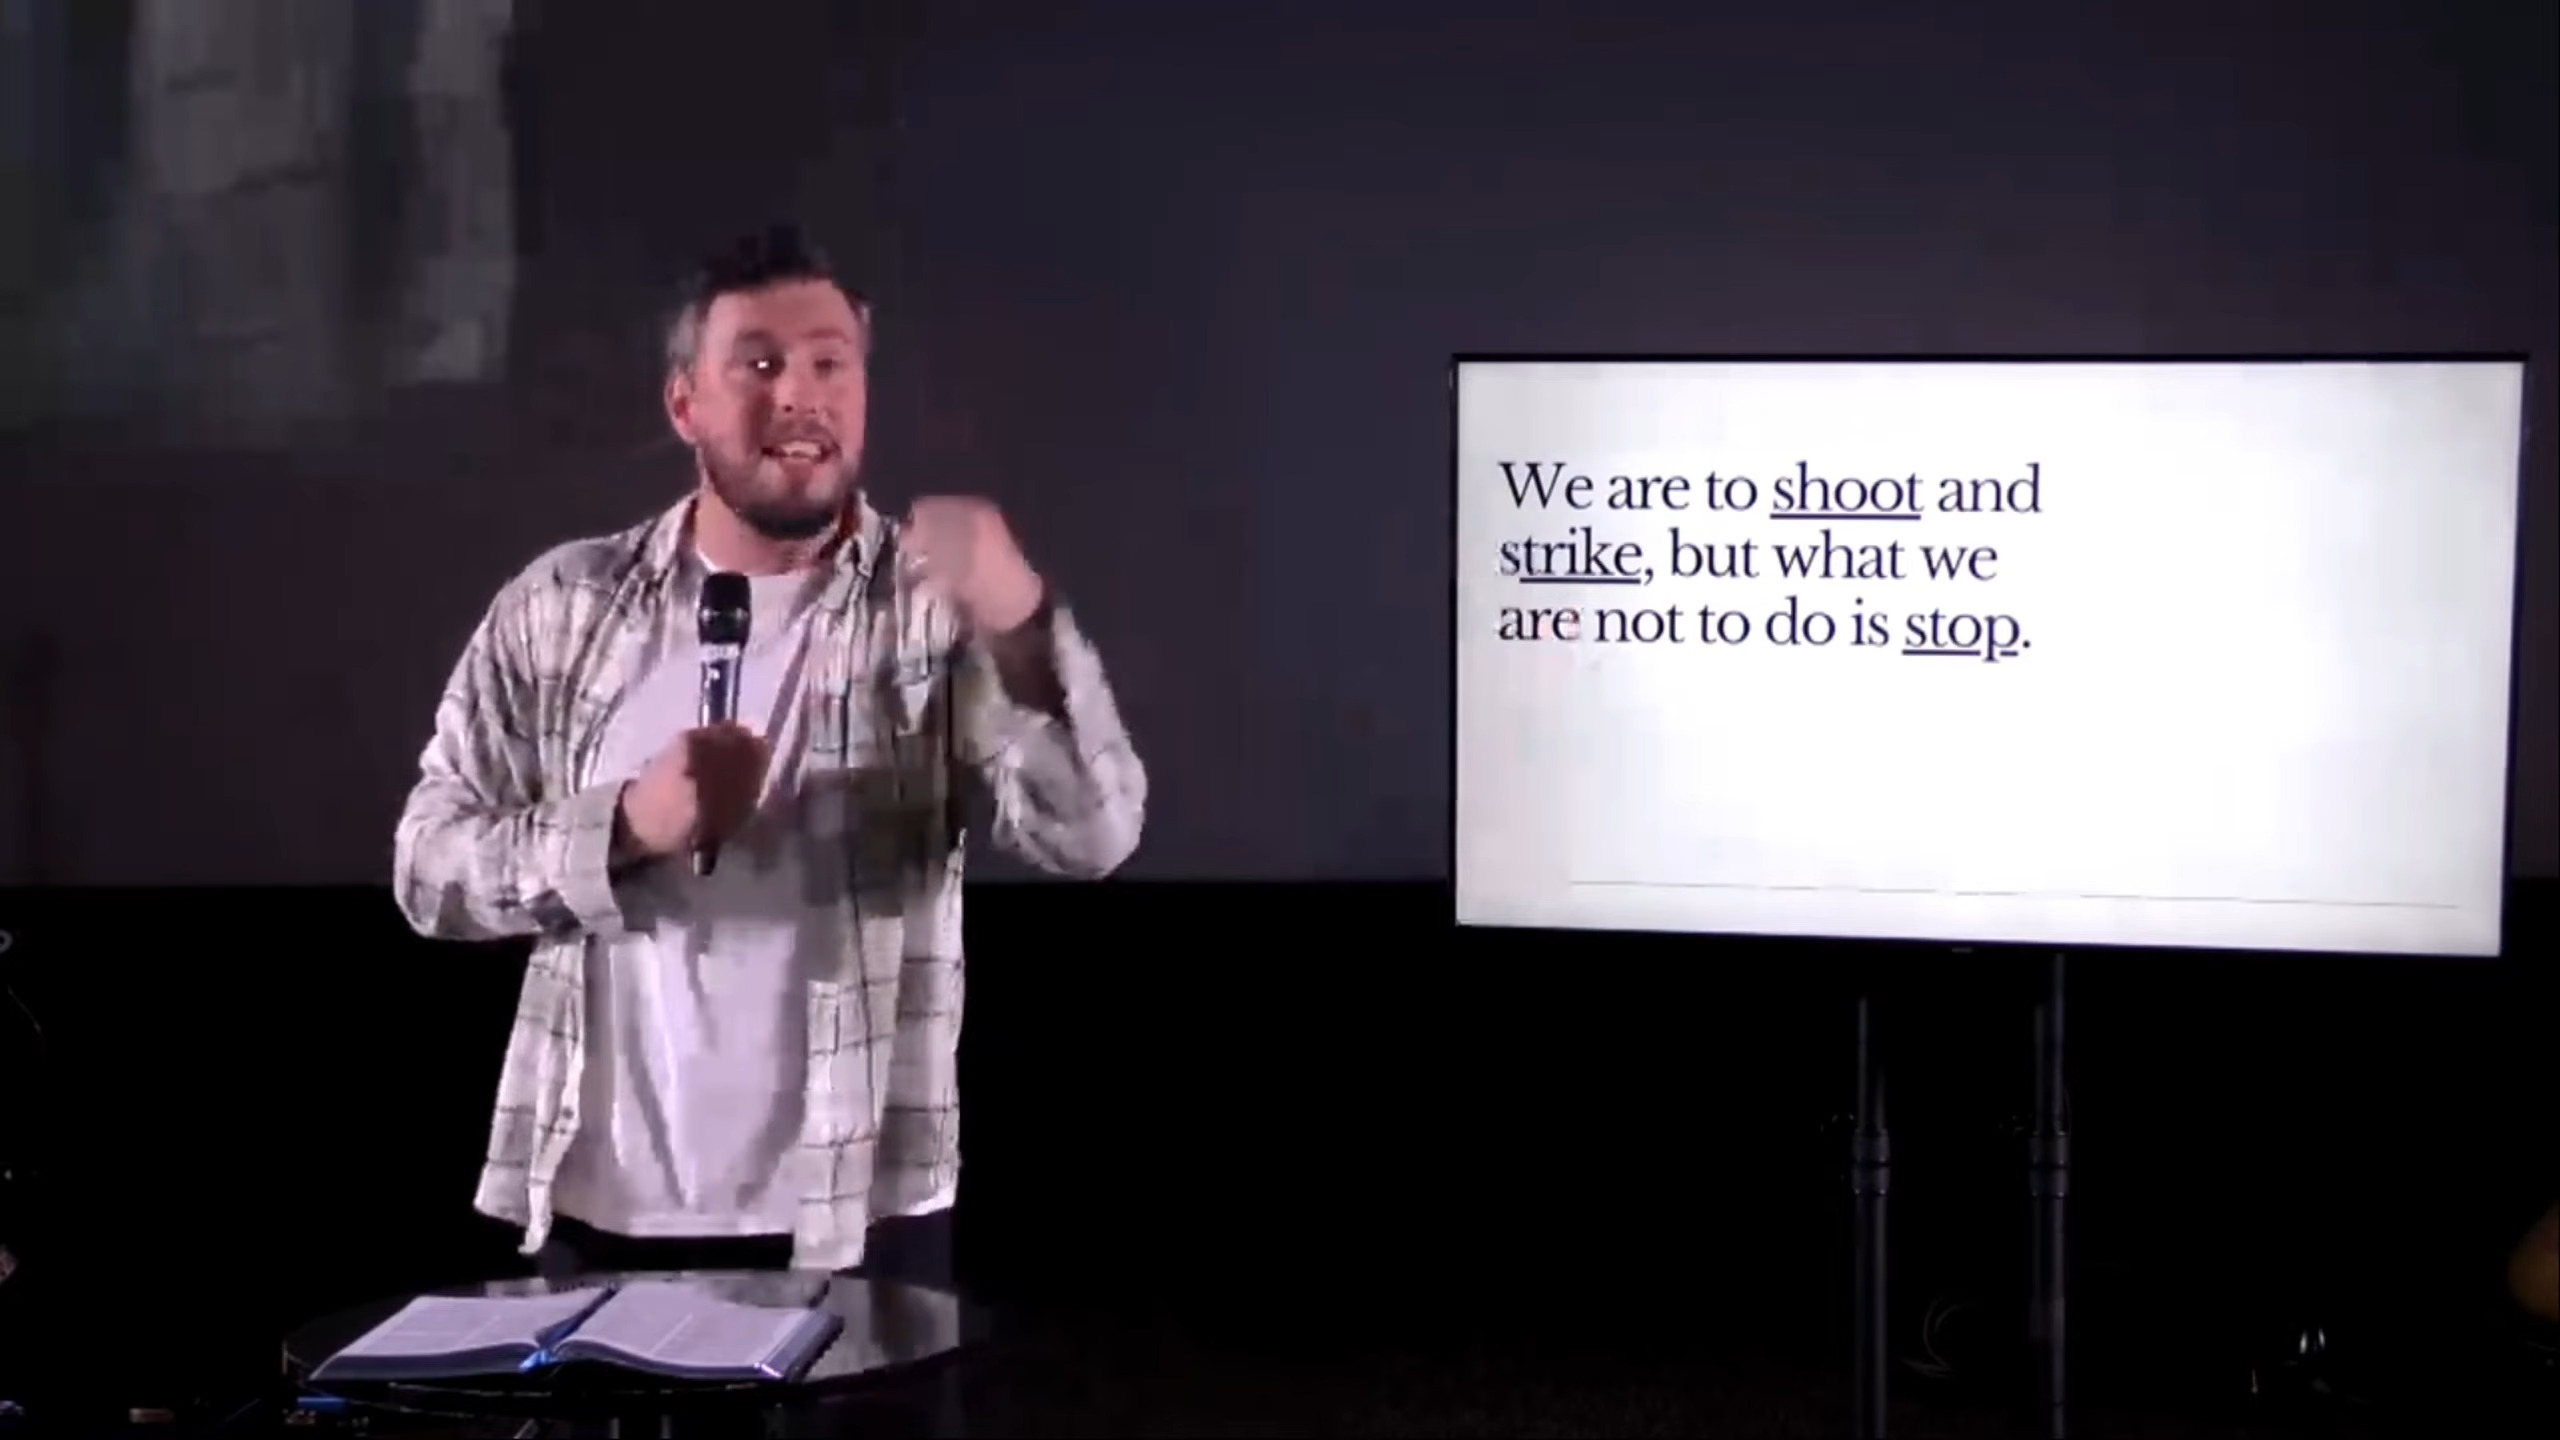 We are to shoot and
strike, but what we
are not to do is stop.